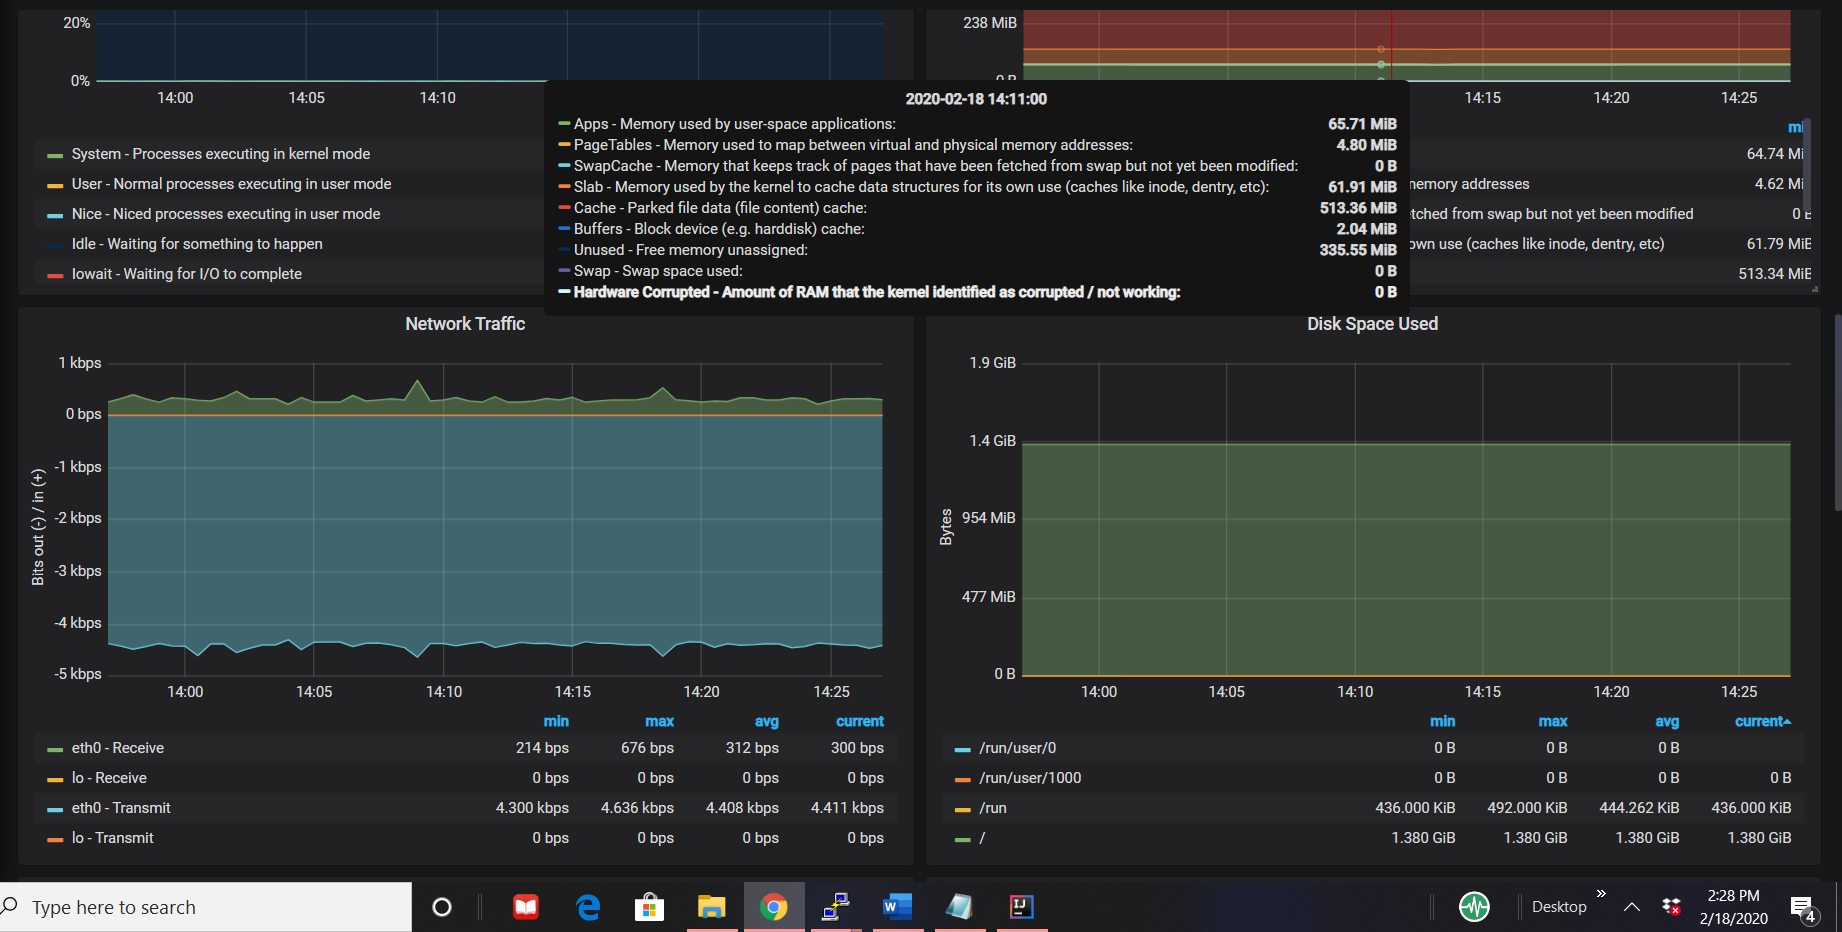 20%
0%
14:00 14:05 14:10
System - Processes executing in kernel mode
User - Normal processes executing in user mode
Nice - Niced processes executing in user mode
Idle - Waiting for something to happen
Iowait - Waiting for I/O to complete
238 MiB
0 B
14:15 14:20 14:25
mi
64.74 Mi
memory addresses 4.62 Mi
tched from swap but not yet been modified 0 B
own use (caches like inode, dentry, etc) 61.79 MiB
513.34 MiB
2020-02-18 14:11:00
Apps - Memory used by user-space applications: 65.71 MiB
PageTables - Memory used to map between virtual and physical memory addresses: 4.80 MiB
SwapCache - Memory that keeps track of pages that have been fetched from swap but not yet been modified: 0 B
Slab - Memory used by the kernel to cache data structures for its own use (caches like inode, dentry, etc): 61.91 MiB
Cache - Parked file data (file content) cache: 513.36 MiB
Buffers - Block device (e.g. harddisk) cache: 2.04 MiB
Unused - Free memory unassigned: 335.55 MiB
Swap - Swap space used: 0 B
Hardware Corrupted - Amount of RAM that the kernel identified as corrupted / not working: 0 B
Network Traffic
Bits out (-) / in (+)
1 kbps
0 bps
-1 kbps
-2 kbps
-3 kbps
-4 kbps
-5 kbps
14:00 14:05 14:10 14:15 14:20 14:25
min max avg current
eth0 - Receive 214 bps 676 bps 312 bps 300 bps
lo - Receive 0 bps 0 bps 0 bps 0 bps
eth0 - Transmit 4.300 kbps 4.636 kbps 4.408 kbps 4.411 kbps
lo - Transmit 0 bps 0 bps 0 bps 0 bps
Disk Space Used
Bytes
1.9 GiB
1.4 GiB
954 MiB
477 MiB
0 B
14:00 14:05 14:10 14:15 14:20 14:25
min max avg current
/run/user/0 0 B 0 B 0 B
/run/user/1000 0 B 0 B 0 B 0 B
/run 436.000 KiB 492.000 KiB 444.262 KiB 436.000 KiB
/ 1.380 GiB 1.380 GiB 1.380 GiB 1.380 GiB
Type here to search
W
IJ
Desktop
»
2:28 PM
2/18/2020
4